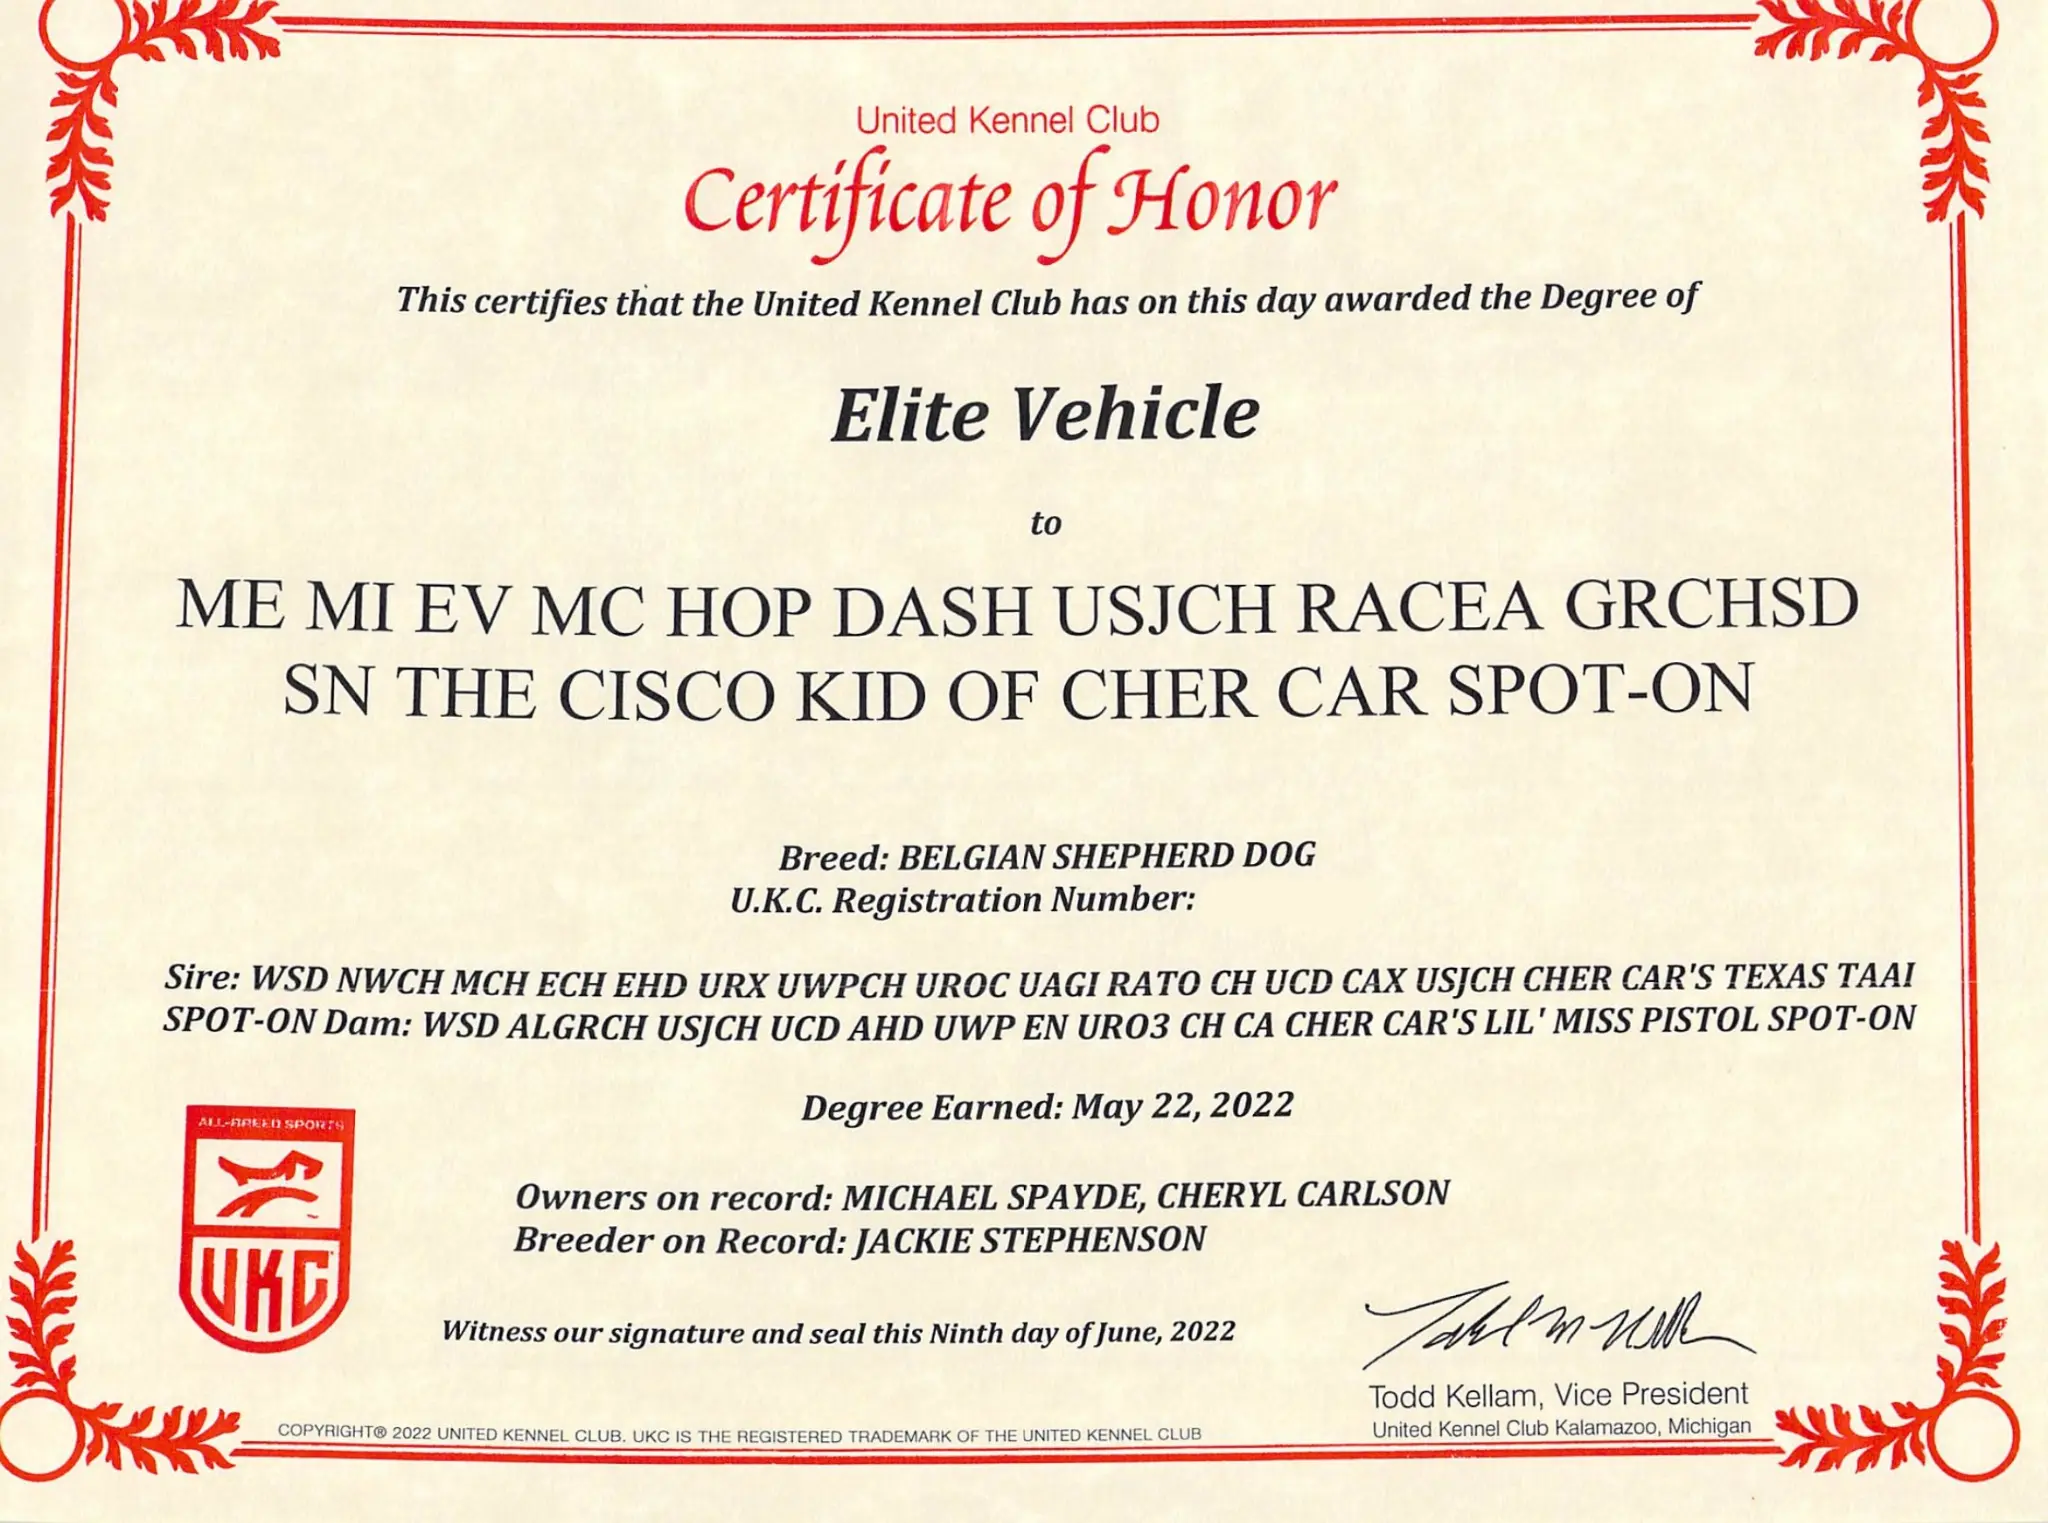 United Kennel Club
Certificate of Honor
This certifies that the United Kennel Club has on this day awarded the Degree of
Elite Vehicle
to
ME MI EV MC HOP DASH USJCH RACEA GRCHSD
SN THE CISCO KID OF CHER CAR SPOT-ON
Breed: BELGIAN SHEPHERD DOG
U.K.C. Registration Number:
Sire: WSD NWCH MCH ECH EHD URX UWPCH UROC UAGI RATO CH UCD CAX USJCH CHER CAR'S TEXAS TAAI
SPOT-ON Dam: WSD ALGRCH USJCH UCD AHD UWP EN URO3 CH CA CHER CAR'S LIL' MISS PISTOL SPOT-ON
Degree Earned: May 22, 2022
ALL-BREED SPORTS
UKC
Owners on record: MICHAEL SPAYDE, CHERYL CARLSON
Breeder on Record: JACKIE STEPHENSON
Witness our signature and seal this Ninth day of June, 2022
Todd Kellam, Vice President
United Kennel Club Kalamazoo, Michigan
COPYRIGHT® 2022 UNITED KENNEL CLUB. UKC IS THE REGISTERED TRADEMARK OF THE UNITED KENNEL CLUB